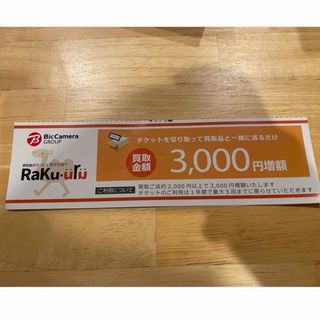 BicCamera
GROUP
買取総合サービス ラクウル
RaKu-uru
チケットを切り取って買取品と一緒に送るだけ
買取
金額
3,000円増額
ご利用について
買取ご成約2,000円以上で3,000円増額いたします
チケットのご利用は1年間で最大5回までに限らせていただきます